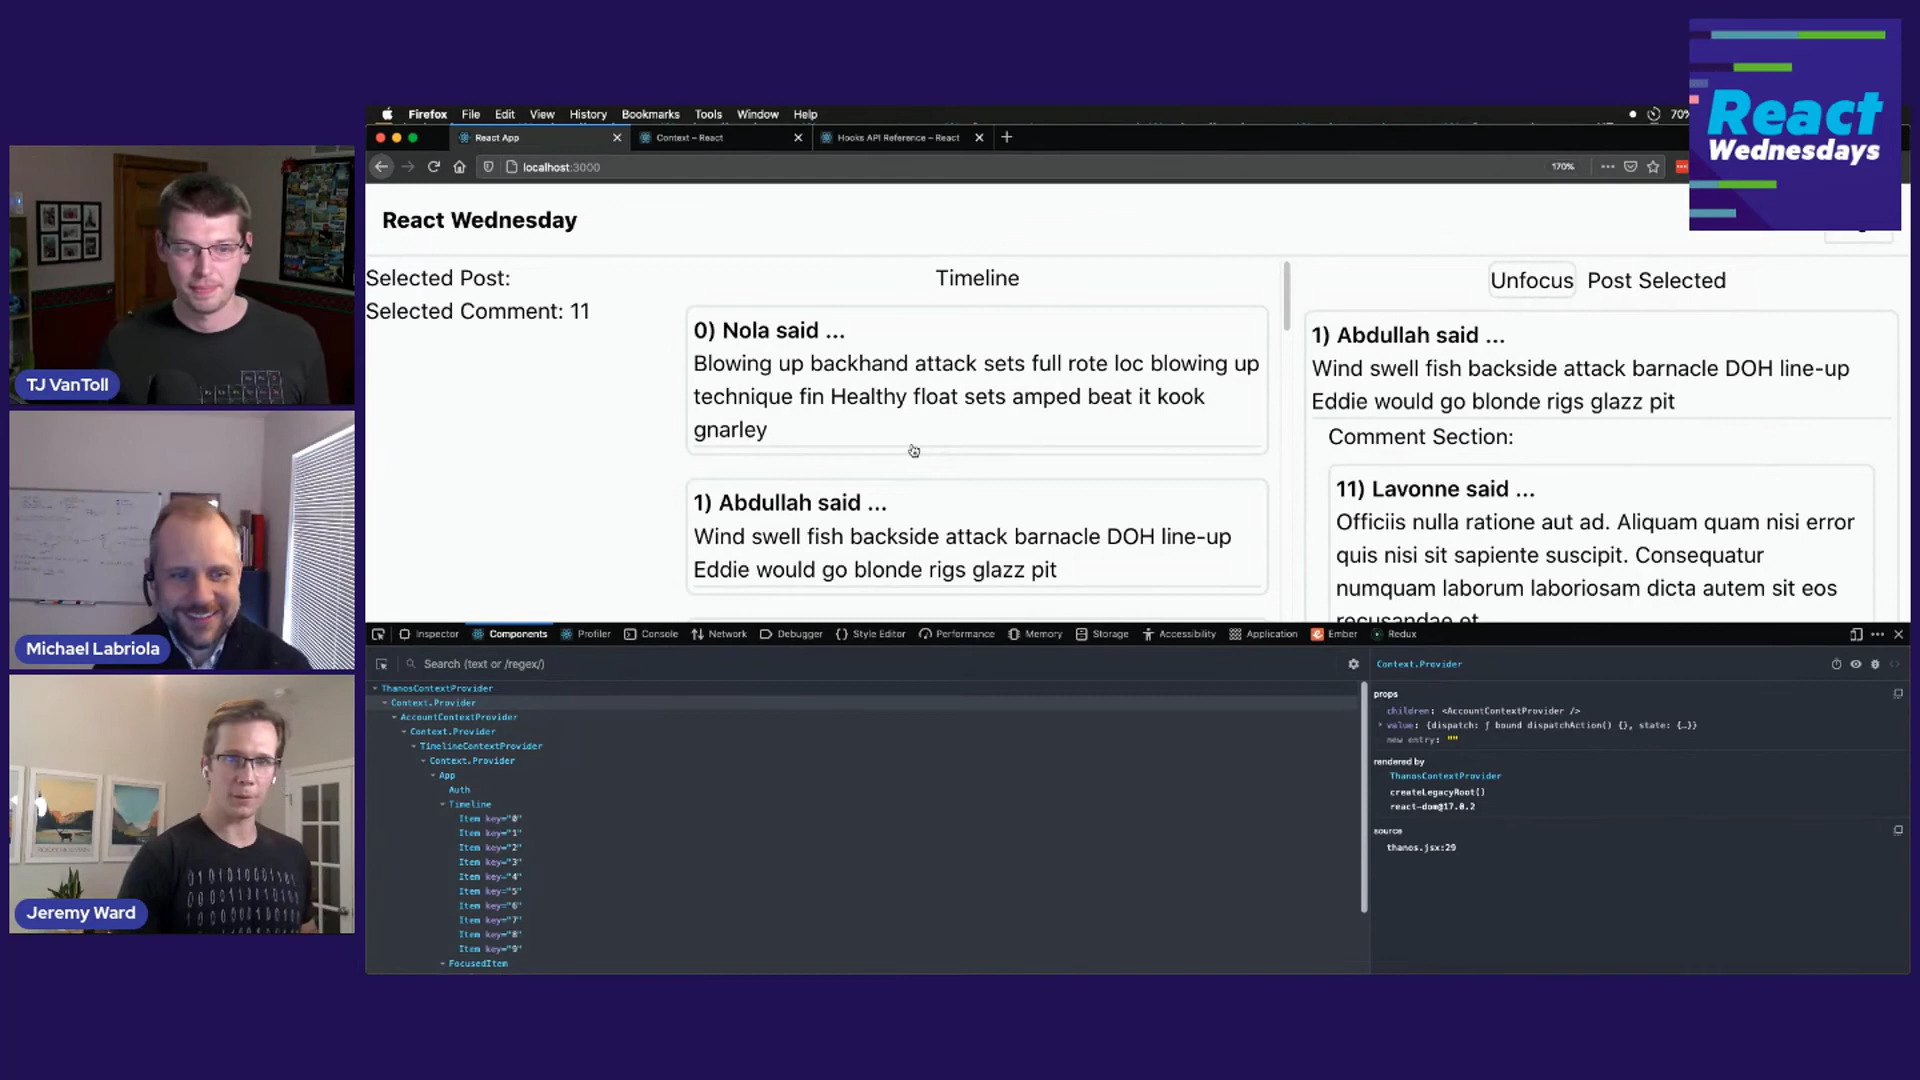 React
Wednesdays
Firefox File Edit View History Bookmarks Tools Window Help
70%
React App
Context – React
Hooks API Reference – React
localhost:3000
170%
React Wednesday
Selected Post:
Selected Comment: 11
Timeline
0) Nola said ...
Blowing up backhand attack sets full rote loc blowing up
technique fin Healthy float sets amped beat it kook
gnarley
1) Abdullah said ...
Wind swell fish backside attack barnacle DOH line-up
Eddie would go blonde rigs glazz pit
Unfocus Post Selected
1) Abdullah said ...
Wind swell fish backside attack barnacle DOH line-up
Eddie would go blonde rigs glazz pit
Comment Section:
11) Lavonne said ...
Officiis nulla ratione aut ad. Aliquam quam nisi error
quis nisi sit sapiente suscipit. Consequatur
numquam laborum laboriosam dicta autem sit eos
recusandae et
Inspector Components Profiler Console Network Debugger Style Editor Performance Memory Storage Accessibility Application Ember Redux
Search (text or /regex/)
ThanosContextProvider
Context.Provider
AccountContextProvider
Context.Provider
TimelineContextProvider
Context.Provider
App
Auth
Timeline
Item key="0"
Item key="1"
Item key="2"
Item key="3"
Item key="4"
Item key="5"
Item key="6"
Item key="7"
Item key="8"
Item key="9"
FocusedItem
Context.Provider
props
children: <AccountContextProvider />
value: {dispatch: ƒ bound dispatchAction() {}, state: {…}}
new entry: ""
rendered by
ThanosContextProvider
createLegacyRoot()
react-dom@17.0.2
source
thanos.jsx:29
TJ VanToll
Michael Labriola
Jeremy Ward